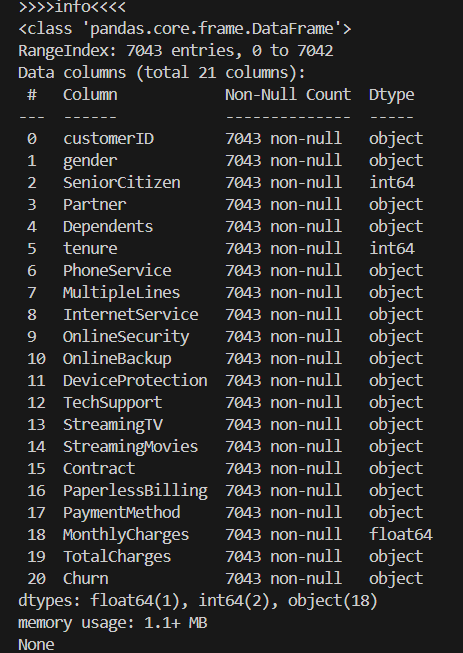 >>>>info<<<<
<class 'pandas.core.frame.DataFrame'>
RangeIndex: 7043 entries, 0 to 7042
Data columns (total 21 columns):
 #   Column            Non-Null Count  Dtype
---  ------            --------------  -----
 0   customerID        7043 non-null   object
 1   gender            7043 non-null   object
 2   SeniorCitizen     7043 non-null   int64
 3   Partner           7043 non-null   object
 4   Dependents        7043 non-null   object
 5   tenure            7043 non-null   int64
 6   PhoneService      7043 non-null   object
 7   MultipleLines     7043 non-null   object
 8   InternetService   7043 non-null   object
 9   OnlineSecurity    7043 non-null   object
 10  OnlineBackup      7043 non-null   object
 11  DeviceProtection  7043 non-null   object
 12  TechSupport       7043 non-null   object
 13  StreamingTV       7043 non-null   object
 14  StreamingMovies   7043 non-null   object
 15  Contract          7043 non-null   object
 16  PaperlessBilling  7043 non-null   object
 17  PaymentMethod     7043 non-null   object
 18  MonthlyCharges    7043 non-null   float64
 19  TotalCharges      7043 non-null   object
 20  Churn             7043 non-null   object
dtypes: float64(1), int64(2), object(18)
memory usage: 1.1+ MB
None